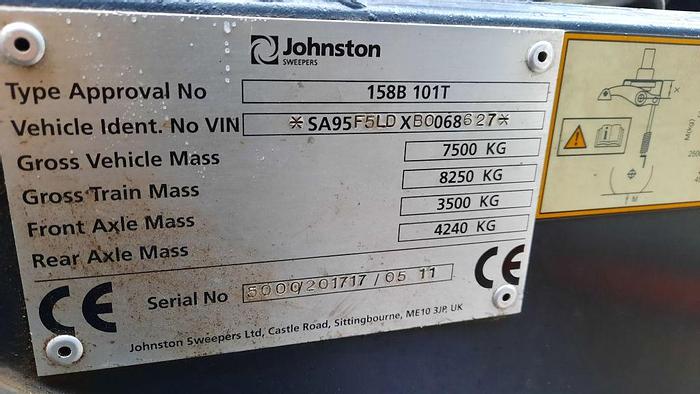 Johnston
SWEEPERS
Type Approval No 158B 101T
Vehicle Ident. No VIN *SA95F5LDXB0068627*
Gross Vehicle Mass 7500 KG
Gross Train Mass 8250 KG
Front Axle Mass 3500 KG
Rear Axle Mass 4240 KG
CE Serial No 5000/201717/05 11 CE
Johnston Sweepers Ltd, Castle Road, Sittingbourne, ME10 3JP, UK